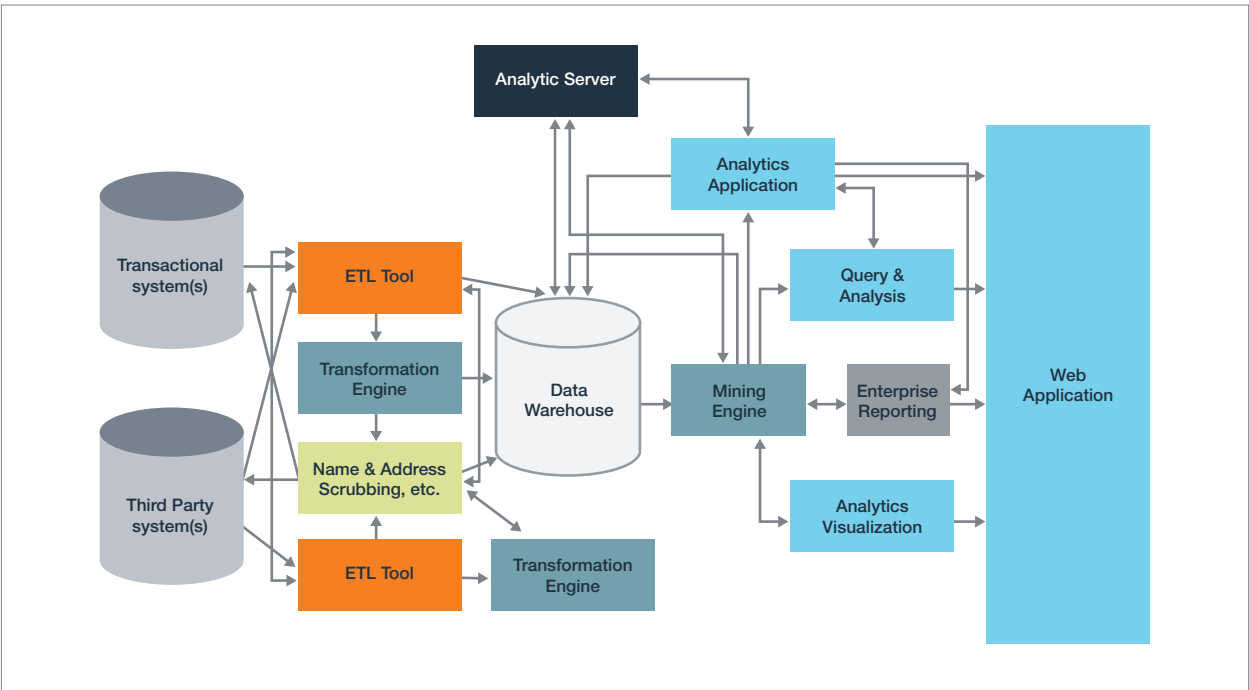 Analytic Server
Analytics
Application
Transactional
system(s)
ETL Tool
Query &
Analysis
Transformation
Engine
Data
Warehouse
Mining
Engine
Enterprise
Reporting
Web
Application
Name & Address
Scrubbing, etc.
Third Party
system(s)
Analytics
Visualization
ETL Tool
Transformation
Engine